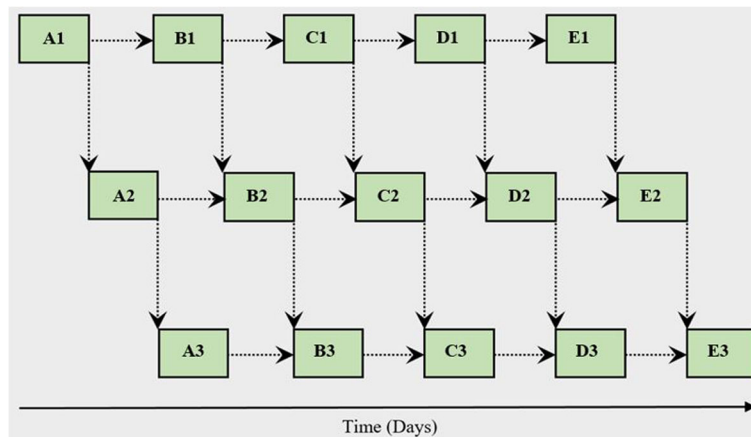 A1 B1 C1 D1 E1
A2 B2 C2 D2 E2
A3 B3 C3 D3 E3
Time (Days)